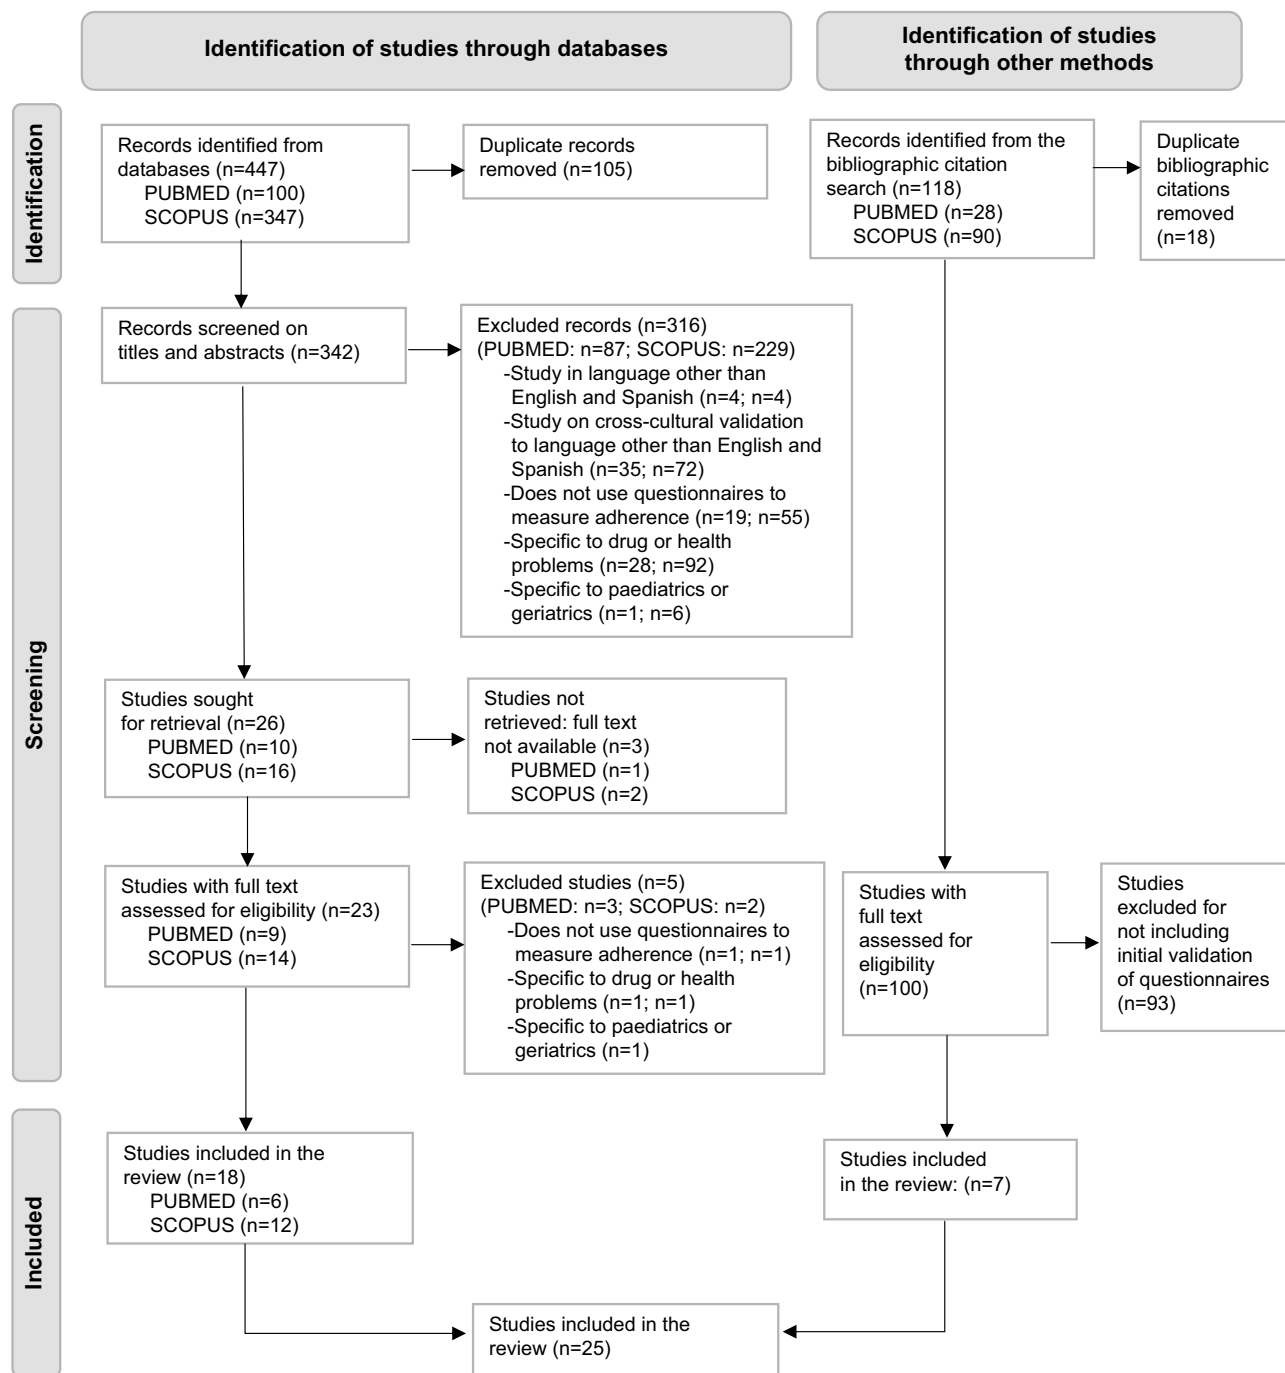 Identification of studies through databases
Identification of studies
through other methods
Identification
Records identified from
databases (n=447)
PUBMED (n=100)
SCOPUS (n=347)
Duplicate records
removed (n=105)
Records identified from the
bibliographic citation
search (n=118)
PUBMED (n=28)
SCOPUS (n=90)
Duplicate
bibliographic
citations
removed
(n=18)
Screening
Records screened on
titles and abstracts (n=342)
Excluded records (n=316)
(PUBMED: n=87; SCOPUS: n=229)
-Study in language other than
English and Spanish (n=4; n=4)
-Study on cross-cultural validation
to language other than English and
Spanish (n=35; n=72)
-Does not use questionnaires to
measure adherence (n=19; n=55)
-Specific to drug or health
problems (n=28; n=92)
-Specific to paediatrics or
geriatrics (n=1; n=6)
Studies sought
for retrieval (n=26)
PUBMED (n=10)
SCOPUS (n=16)
Studies not
retrieved: full text
not available (n=3)
PUBMED (n=1)
SCOPUS (n=2)
Studies with full text
assessed for eligibility (n=23)
PUBMED (n=9)
SCOPUS (n=14)
Excluded studies (n=5)
(PUBMED: n=3; SCOPUS: n=2)
-Does not use questionnaires to
measure adherence (n=1; n=1)
-Specific to drug or health
problems (n=1; n=1)
-Specific to paediatrics or
geriatrics (n=1)
Studies with
full text
assessed for
eligibility
(n=100)
Studies
excluded for
not including
initial validation
of questionnaires
(n=93)
Included
Studies included in the
review (n=18)
PUBMED (n=6)
SCOPUS (n=12)
Studies included
in the review: (n=7)
Studies included in the
review (n=25)